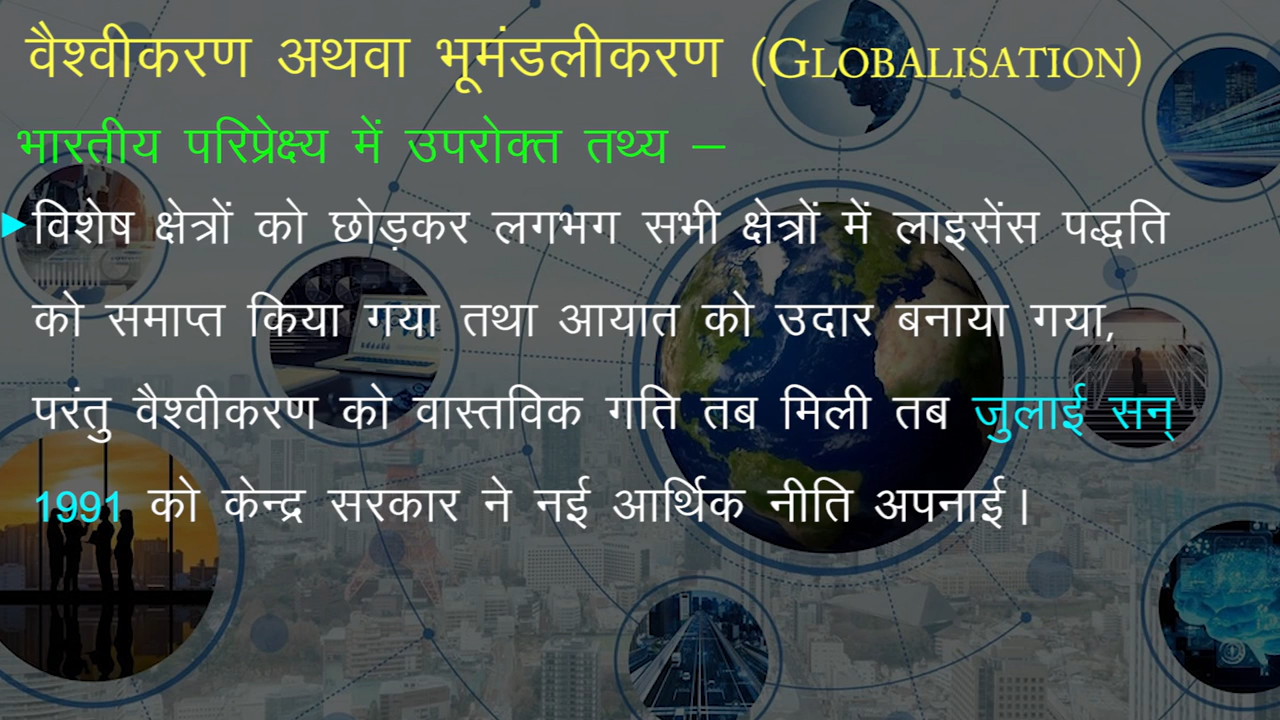 वैश्वीकरण अथवा भूमंडलीकरण (GLOBALISATION)
भारतीय परिप्रेक्ष्य में उपरोक्त तथ्य –
विशेष क्षेत्रों को छोड़कर लगभग सभी क्षेत्रों में लाइसेंस पद्धति
को समाप्त किया गया तथा आयात को उदार बनाया गया,
परंतु वैश्वीकरण को वास्तविक गति तब मिली तब जुलाई सन्
1991 को केन्द्र सरकार ने नई आर्थिक नीति अपनाई।